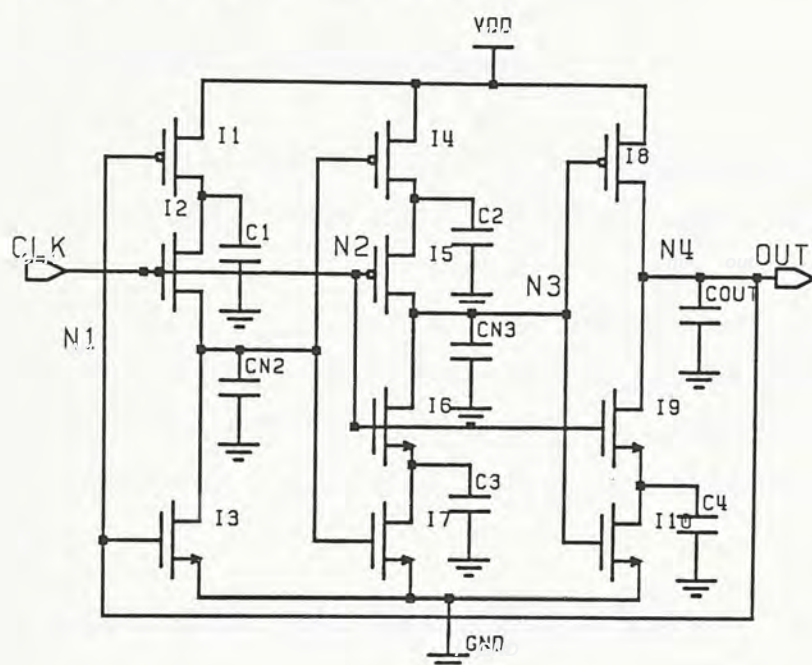 VDD
I1
I4
I8
I2
C1
C2
CLK
N2
I5
N3
N4
OUT
N1
CN2
CN3
COUT
I6
I9
I3
C3
I7
I10
C4
GND